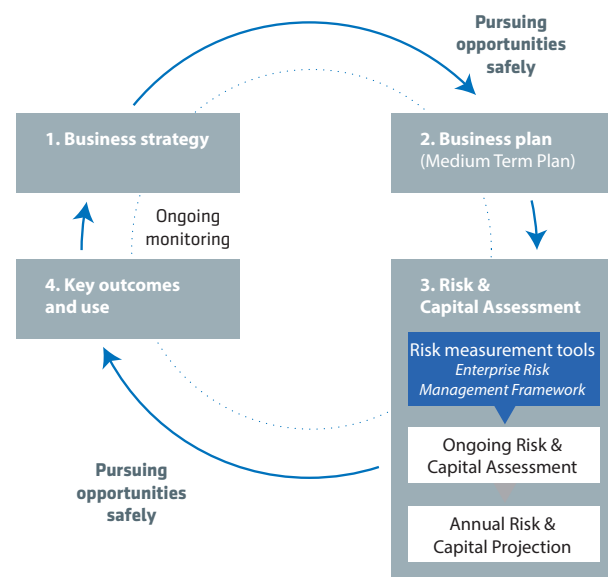 Pursuing
opportunities
safely
1. Business strategy
2. Business plan
(Medium Term Plan)
Ongoing
monitoring
4. Key outcomes
and use
3. Risk &
Capital Assessment
Risk measurement tools
Enterprise Risk
Management Framework
Ongoing Risk &
Capital Assessment
Pursuing
opportunities
safely
Annual Risk &
Capital Projection